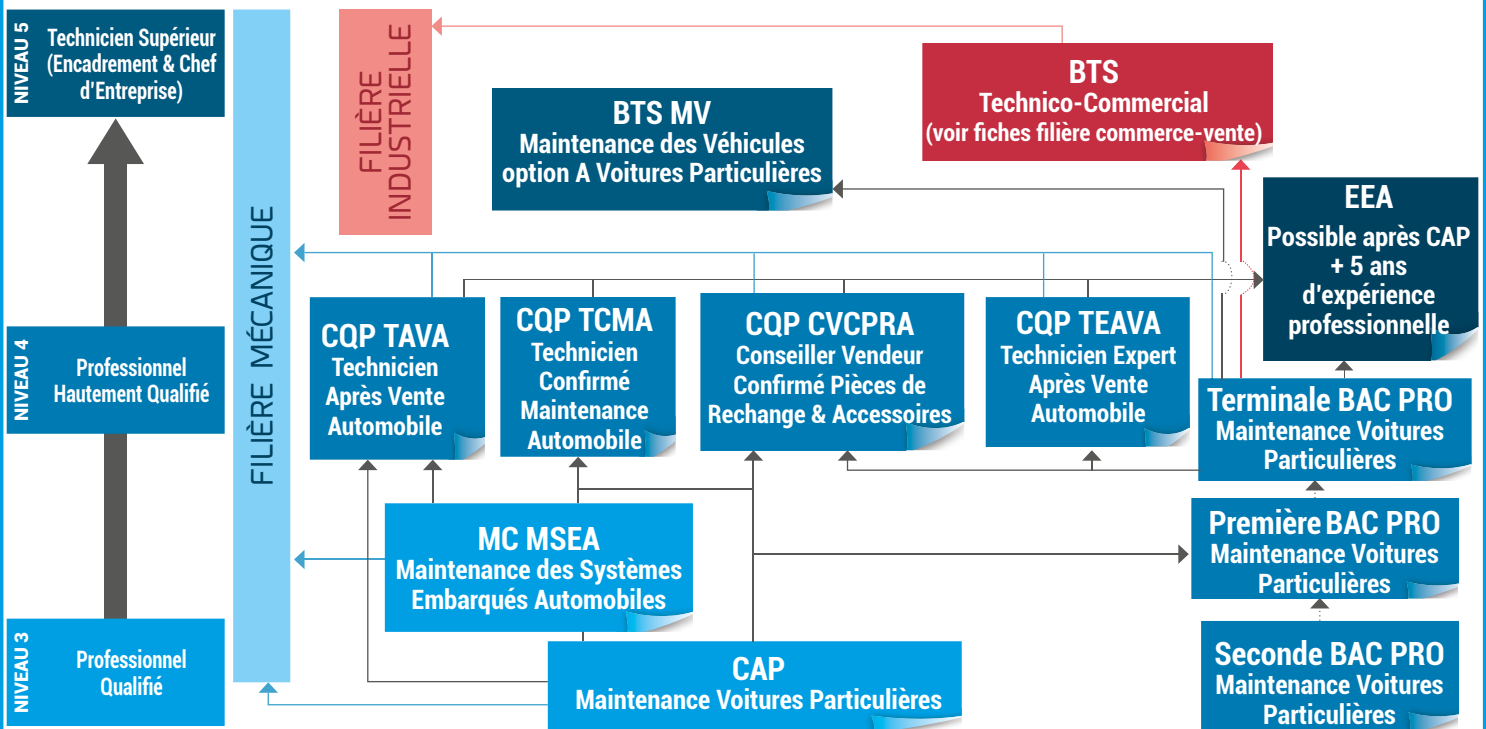 NIVEAU 5
Technicien Supérieur
(Encadrement & Chef
d'Entreprise)
NIVEAU 4
Professionnel
Hautement Qualifié
NIVEAU 3
Professionnel
Qualifié
FILIÈRE MÉCANIQUE
FILIÈRE
INDUSTRIELLE
BTS MV
Maintenance des Véhicules
option A Voitures Particulières
BTS
Technico-Commercial
(voir fiches filière commerce-vente)
EEA
Possible après CAP
+ 5 ans
d'expérience
professionnelle
CQP TAVA
Technicien
Après Vente
Automobile
CQP TCMA
Technicien
Confirmé
Maintenance
Automobile
CQP CVCPRA
Conseiller Vendeur
Confirmé Pièces de
Rechange & Accessoires
CQP TEAVA
Technicien Expert
Après Vente
Automobile
Terminale BAC PRO
Maintenance Voitures
Particulières
MC MSEA
Maintenance des Systèmes
Embarqués Automobiles
Première BAC PRO
Maintenance Voitures
Particulières
CAP
Maintenance Voitures Particulières
Seconde BAC PRO
Maintenance Voitures
Particulières